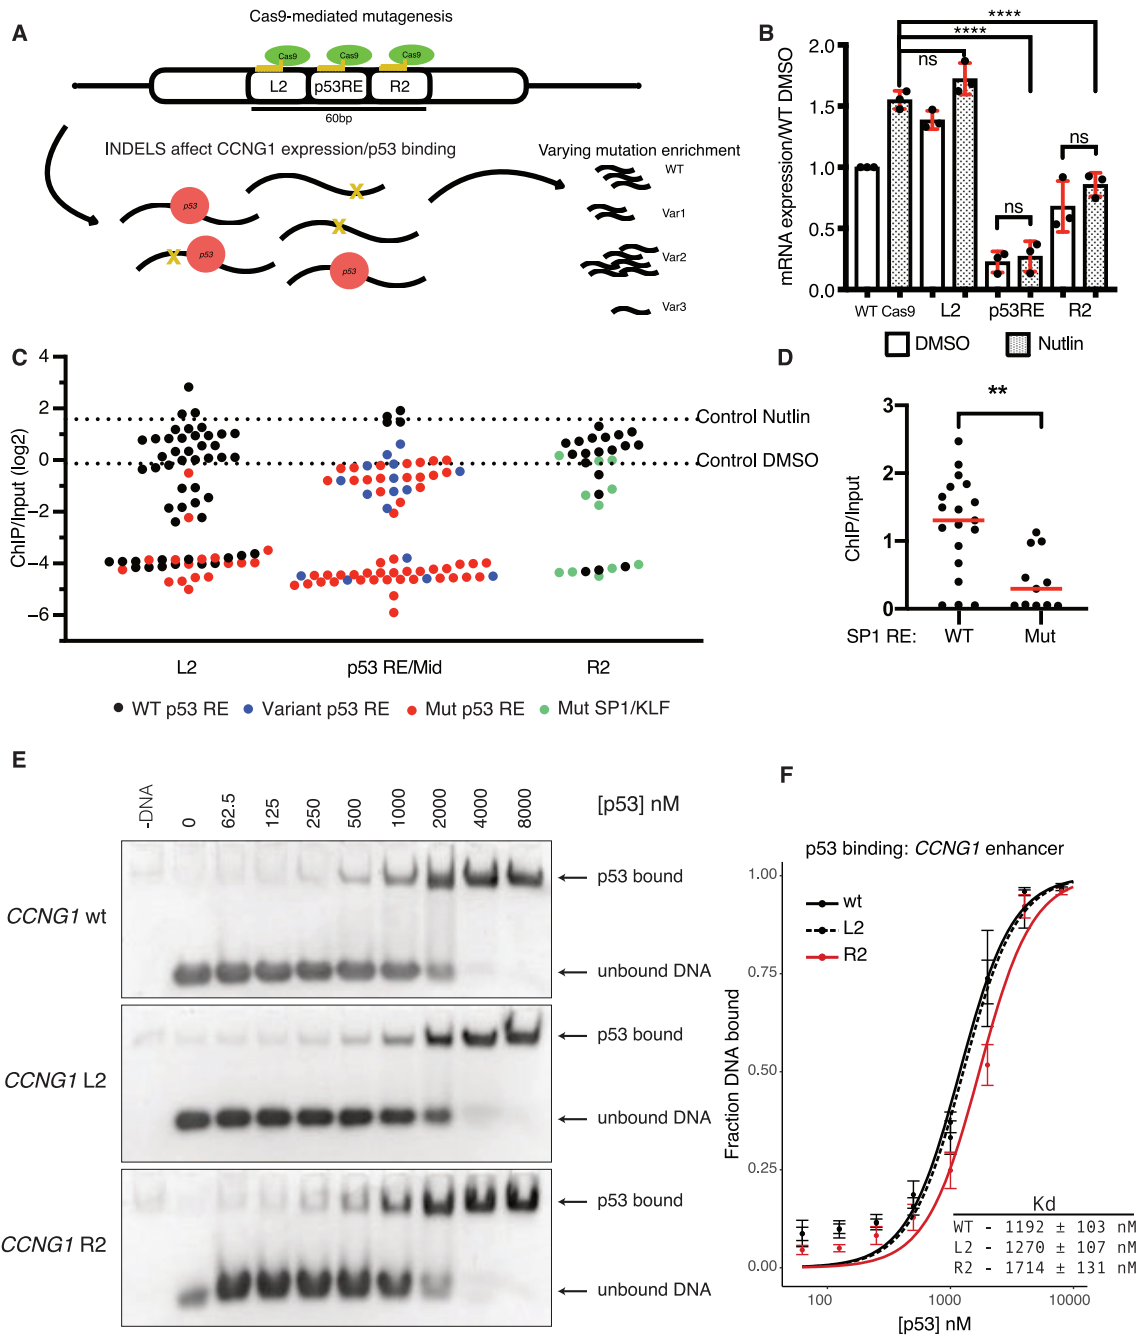 A
Cas9-mediated mutagenesis
Cas9
Cas9
Cas9
L2
p53RE
R2
60bp
INDELS affect CCNG1 expression/p53 binding
Varying mutation enrichment
WT
Var1
Var2
Var3
X
X
X
p53
p53
p53
B
mRNA expression/WT DMSO
2.0
1.5
1.0
0.5
0.0
****
****
ns
ns
ns
WT Cas9
L2
p53RE
R2
DMSO
Nutlin
C
ChIP/Input (log2)
4
2
0
−2
−4
−6
Control Nutlin
Control DMSO
L2
p53 RE/Mid
R2
WT p53 RE
Variant p53 RE
Mut p53 RE
Mut SP1/KLF
D
ChIP/Input
3
2
1
0
**
SP1 RE:
WT
Mut
E
-DNA
0
62.5
125
250
500
1000
2000
4000
8000
[p53] nM
CCNG1 wt
p53 bound
unbound DNA
CCNG1 L2
p53 bound
unbound DNA
CCNG1 R2
p53 bound
unbound DNA
F
p53 binding: CCNG1 enhancer
Fraction DNA bound
1.00
0.75
0.50
0.25
0.00
wt
L2
R2
Kd
WT - 1192 ± 103 nM
L2 - 1270 ± 107 nM
R2 - 1714 ± 131 nM
100
1000
10000
[p53] nM